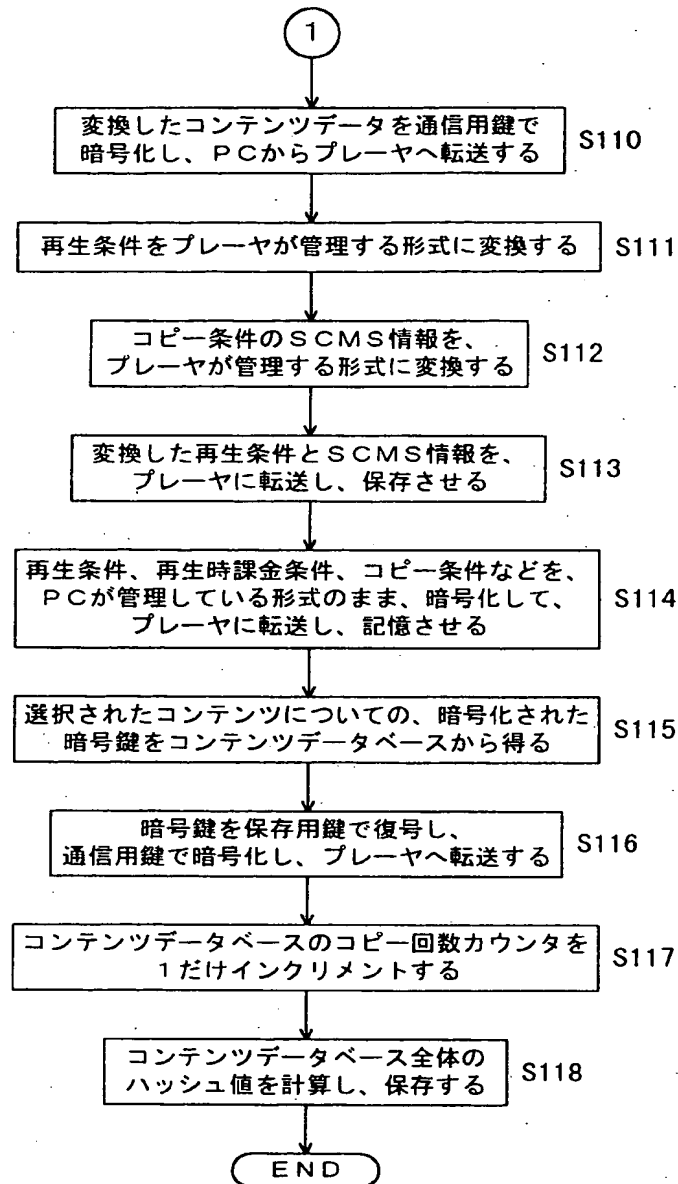 1
変換したコンテンツデータを通信用鍵で
暗号化し、PCからプレーヤへ転送する
S110
再生条件をプレーヤが管理する形式に変換する
S111
コピー条件のSCMS情報を、
プレーヤが管理する形式に変換する
S112
変換した再生条件とSCMS情報を、
プレーヤに転送し、保存させる
S113
再生条件、再生時課金条件、コピー条件などを、
PCが管理している形式のまま、暗号化して、
プレーヤに転送し、記憶させる
S114
選択されたコンテンツについての、暗号化された
暗号鍵をコンテンツデータベースから得る
S115
暗号鍵を保存用鍵で復号し、
通信用鍵で暗号化し、プレーヤへ転送する
S116
コンテンツデータベースのコピー回数カウンタを
1だけインクリメントする
S117
コンテンツデータベース全体の
ハッシュ値を計算し、保存する
S118
END